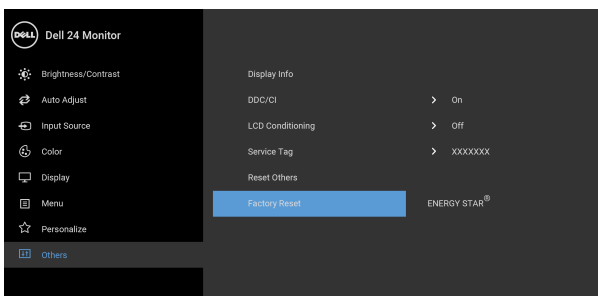 DELL Dell 24 Monitor
Brightness/Contrast
Auto Adjust
Input Source
Color
Display
Menu
Personalize
Others
Display Info
DDC/CI > On
LCD Conditioning > Off
Service Tag > XXXXXXX
Reset Others
Factory Reset ENERGY STAR®